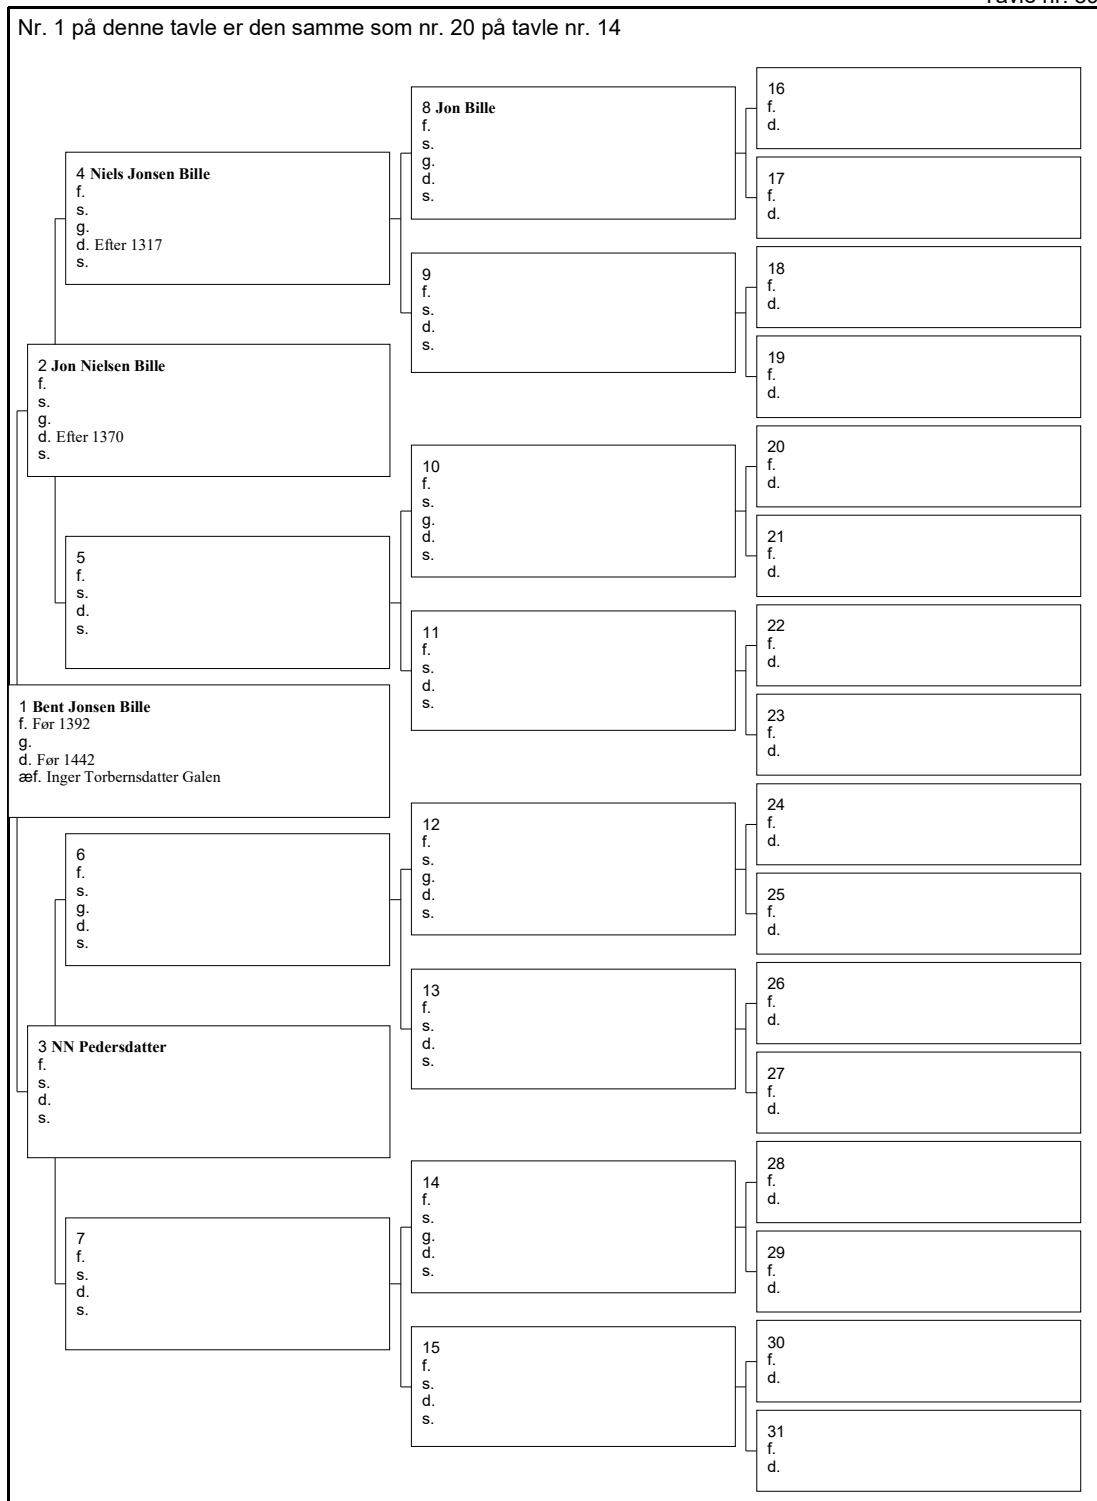 Nr. 1 på denne tavle er den samme som nr. 20 på tavle nr. 14
8 Jon Bille
f.
s.
g.
d.
s.
16
f.
d.
17
f.
d.
4 Niels Jonsen Bille
f.
s.
g.
d. Efter 1317
s.
9
f.
s.
d.
s.
18
f.
d.
19
f.
d.
2 Jon Nielsen Bille
f.
s.
g.
d. Efter 1370
s.
10
f.
s.
g.
d.
s.
20
f.
d.
21
f.
d.
5
f.
s.
d.
s.
11
f.
s.
d.
s.
22
f.
d.
23
f.
d.
1 Bent Jonsen Bille
f. Før 1392
g.
d. Før 1442
æf. Inger Torbernsdatter Galen
12
f.
s.
g.
d.
s.
24
f.
d.
25
f.
d.
6
f.
s.
g.
d.
s.
13
f.
s.
d.
s.
26
f.
d.
27
f.
d.
3 NN Pedersdatter
f.
s.
d.
s.
14
f.
s.
g.
d.
s.
28
f.
d.
29
f.
d.
7
f.
s.
d.
s.
15
f.
s.
d.
s.
30
f.
d.
31
f.
d.